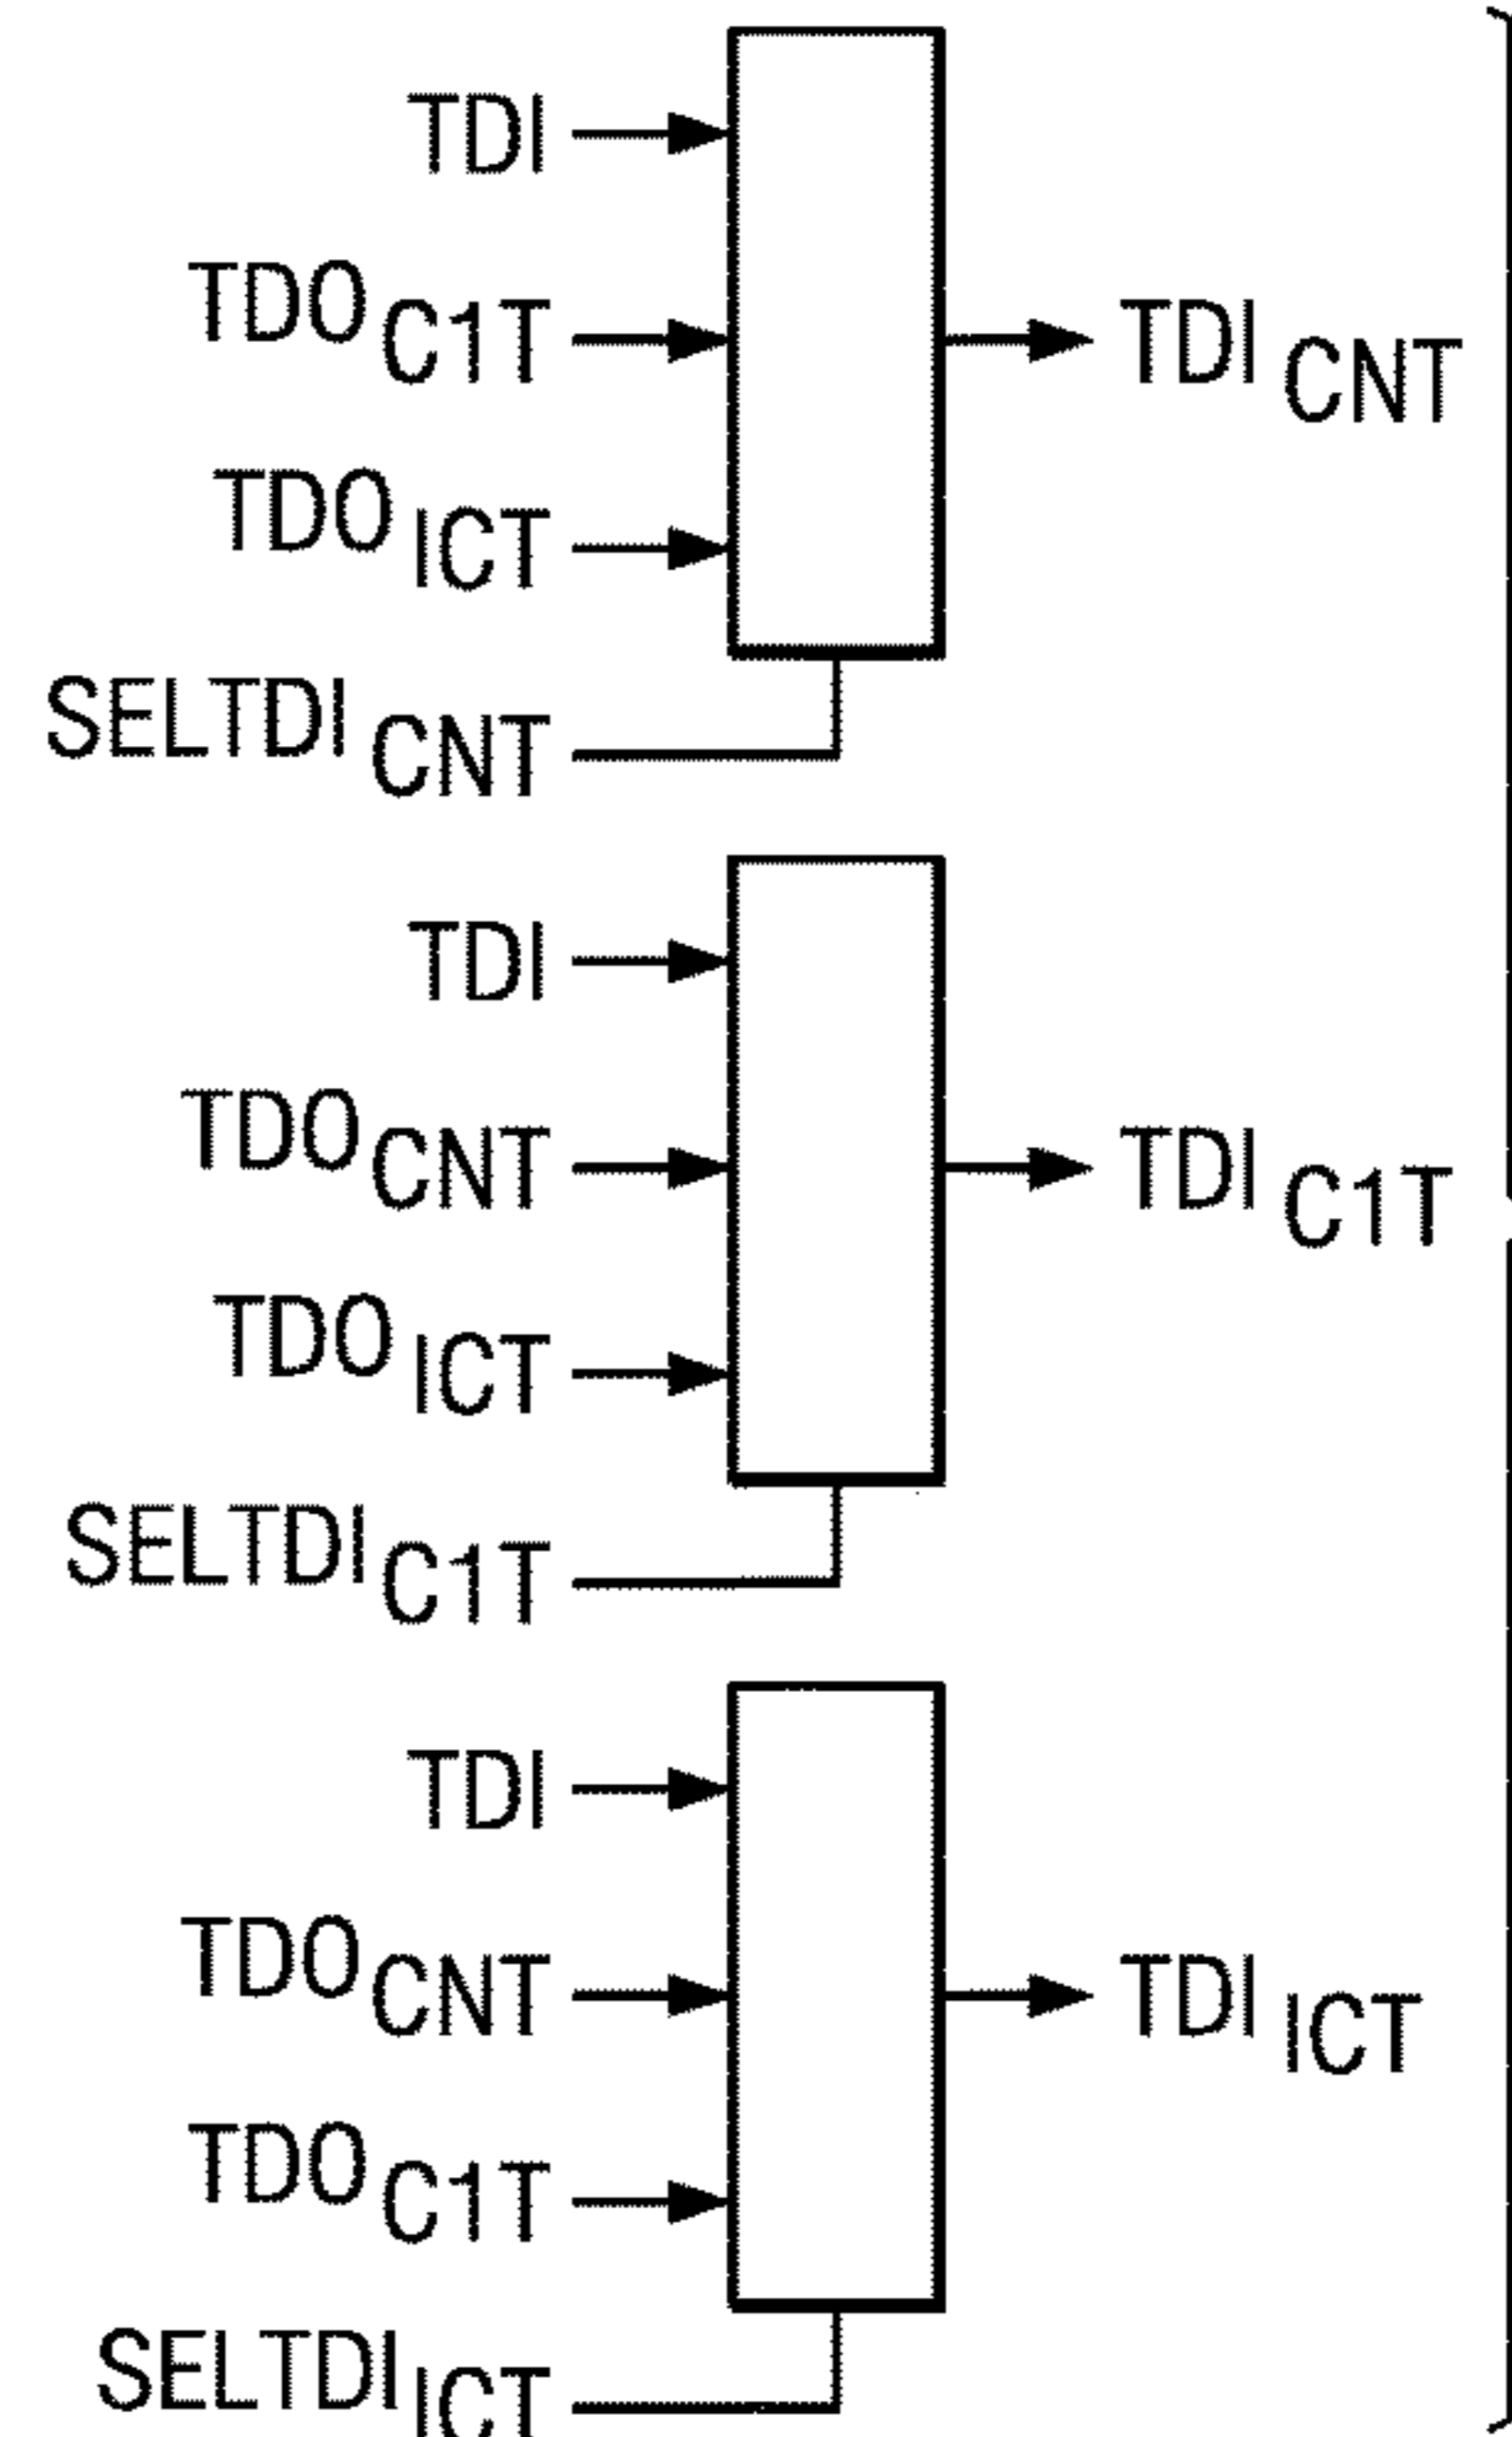 TDI
TDO C1T
TDI CNT
TDO ICT
SELTDI CNT
TDI
TDO CNT
TDI C1T
TDO ICT
SELTDI C1T
TDI
TDO CNT
TDI ICT
TDO C1T
SELTDI ICT